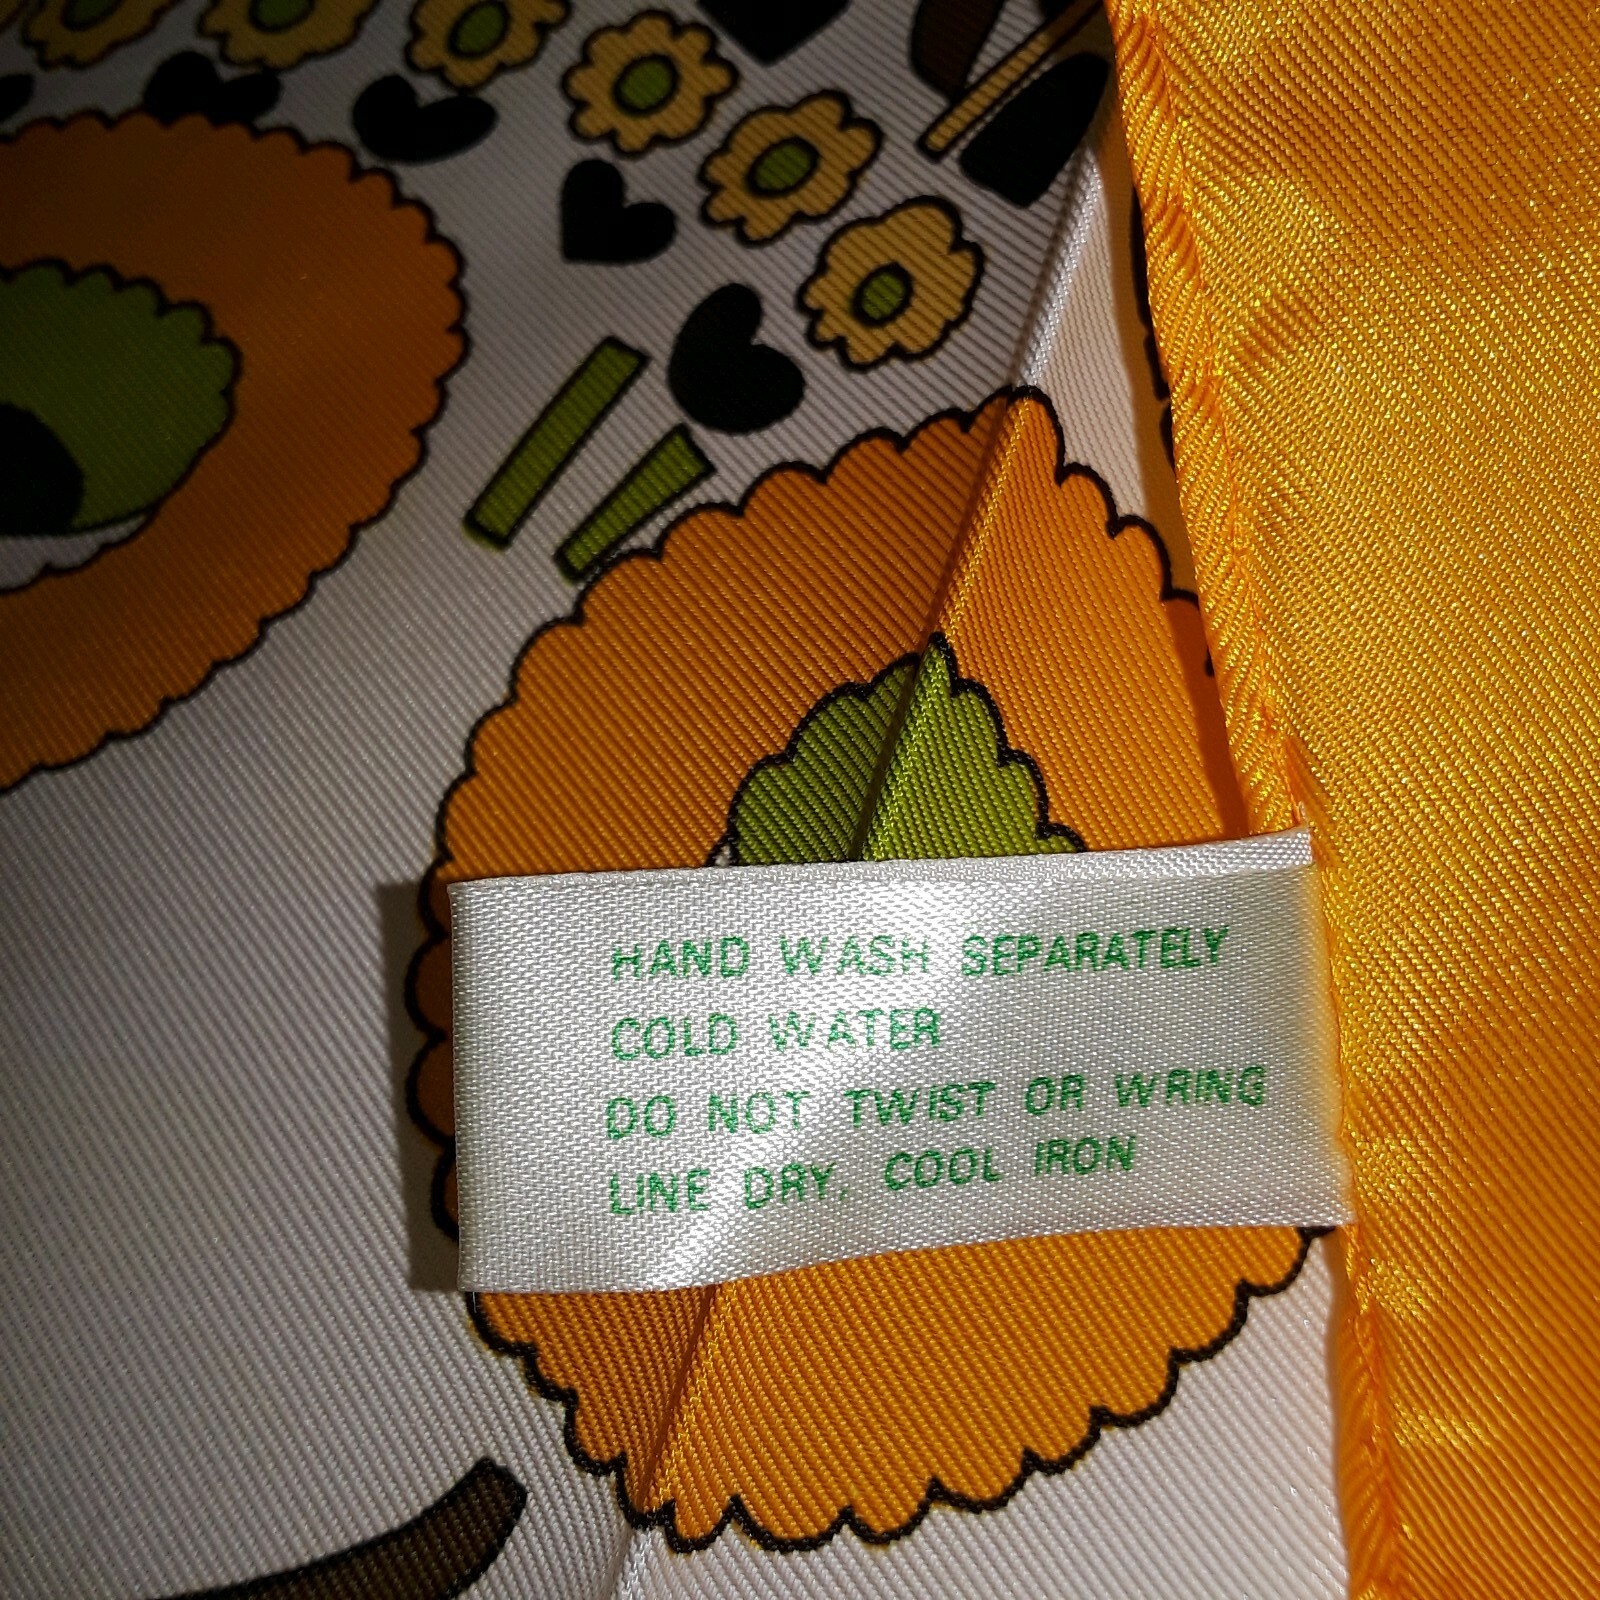 HAND WASH SEPARATELY
COLD WATER
DO NOT TWIST OR WRING
LINE DRY, COOL IRON